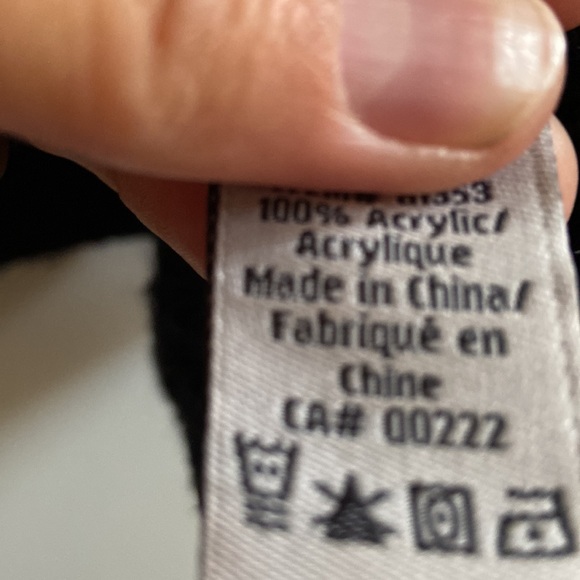 100% Acrylic/
Acrylique
Made in China/
Fabriqué en
Chine
CA# 00222